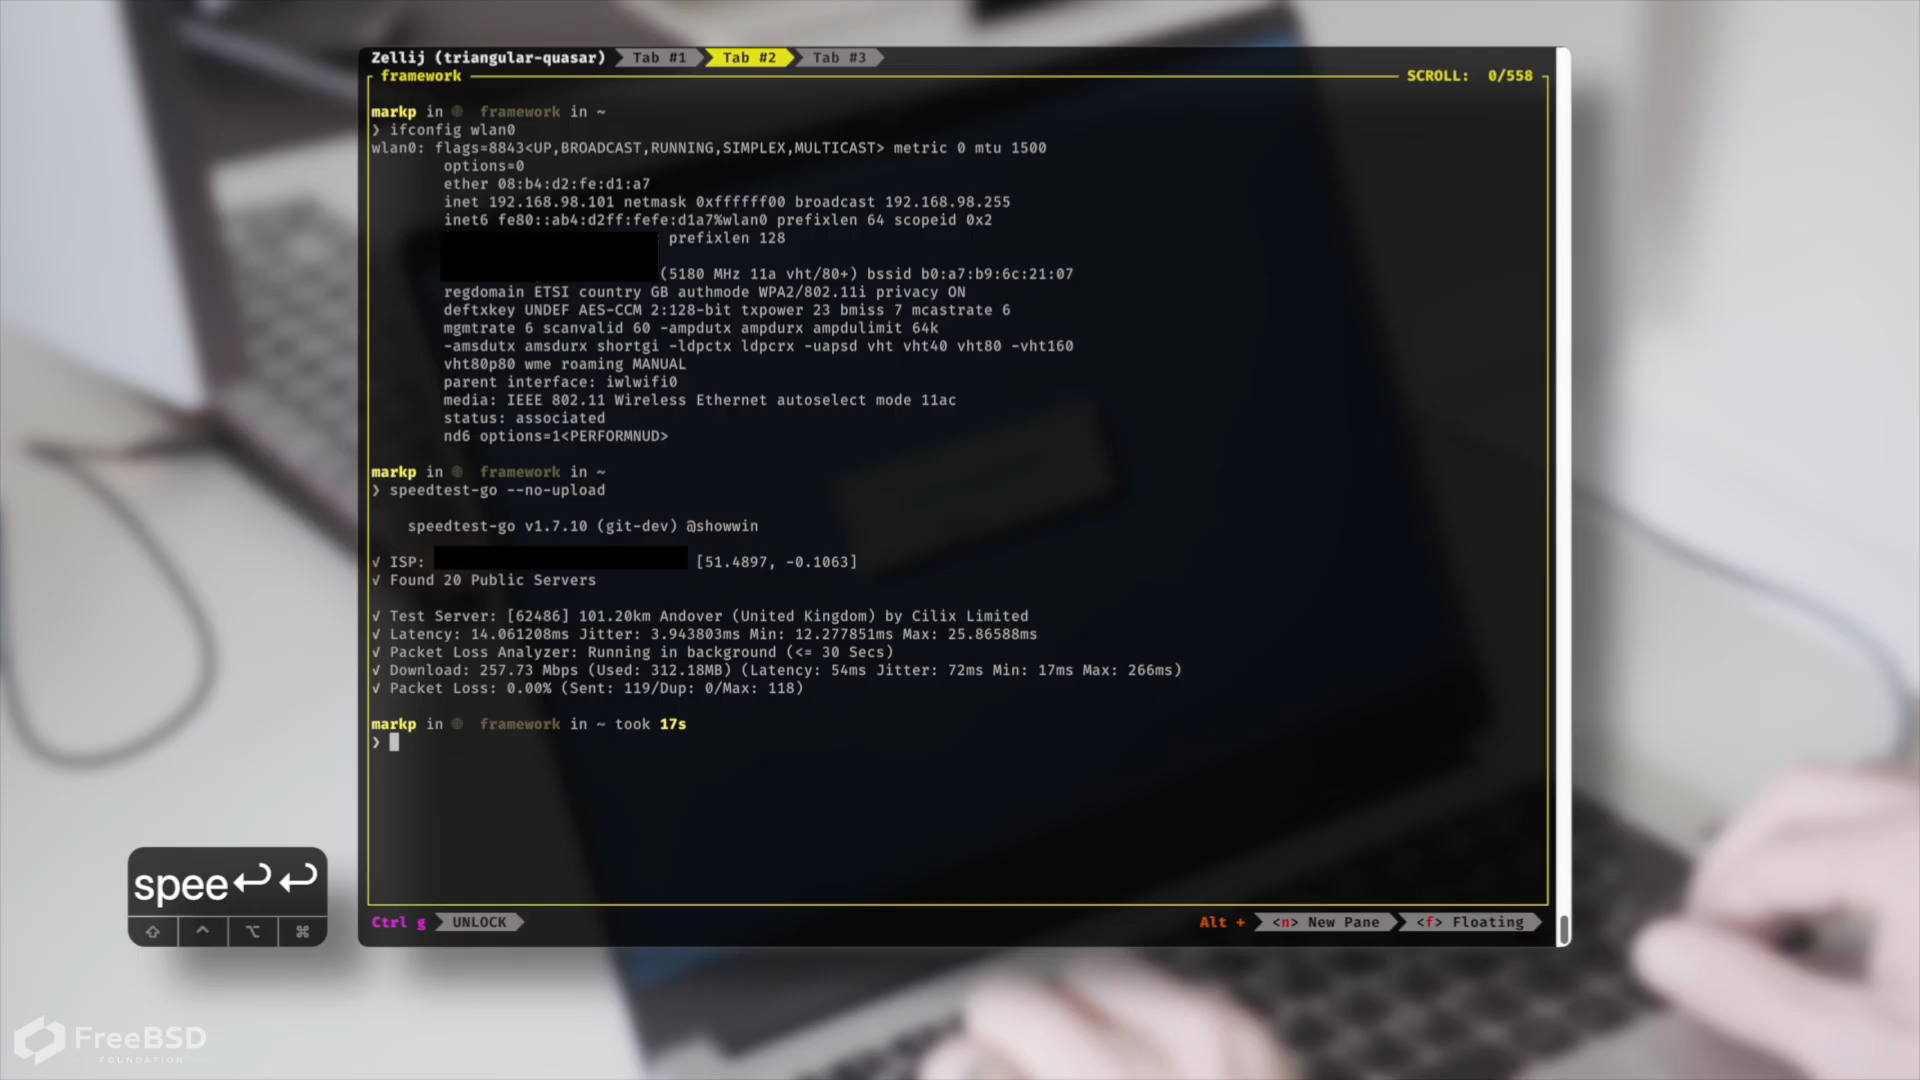 Zellij (triangular-quasar) Tab #1 Tab #2 Tab #3
framework SCROLL: 0/558
markp in framework in ~
❯ ifconfig wlan0
wlan0: flags=8843<UP,BROADCAST,RUNNING,SIMPLEX,MULTICAST> metric 0 mtu 1500
options=0
ether 08:b4:d2:fe:d1:a7
inet 192.168.98.101 netmask 0xffffff00 broadcast 192.168.98.255
inet6 fe80::ab4:d2ff:fefe:d1a7%wlan0 prefixlen 64 scopeid 0x2
prefixlen 128
(5180 MHz 11a vht/80+) bssid b0:a7:b9:6c:21:07
regdomain ETSI country GB authmode WPA2/802.11i privacy ON
deftxkey UNDEF AES-CCM 2:128-bit txpower 23 bmiss 7 mcastrate 6
mgmtrate 6 scanvalid 60 -ampdutx ampdurx ampdulimit 64k
-amsdutx amsdurx shortgi -ldpctx ldpcrx -uapsd vht vht40 vht80 -vht160
vht80p80 wme roaming MANUAL
parent interface: iwlwifi0
media: IEEE 802.11 Wireless Ethernet autoselect mode 11ac
status: associated
nd6 options=1<PERFORMNUD>
markp in framework in ~
❯ speedtest-go --no-upload
speedtest-go v1.7.10 (git-dev) @showwin
√ ISP: [51.4897, -0.1063]
√ Found 20 Public Servers
√ Test Server: [62486] 101.20km Andover (United Kingdom) by Cilix Limited
√ Latency: 14.061208ms Jitter: 3.943803ms Min: 12.277851ms Max: 25.86588ms
√ Packet Loss Analyzer: Running in background (<= 30 Secs)
√ Download: 257.73 Mbps (Used: 312.18MB) (Latency: 54ms Jitter: 72ms Min: 17ms Max: 266ms)
√ Packet Loss: 0.00% (Sent: 119/Dup: 0/Max: 118)
markp in framework in ~ took 17s
❯
spee↩↩
⇧ ^ ⌥ ⌘
Ctrl g UNLOCK Alt + <n> New Pane <f> Floating
FreeBSD
FOUNDATION